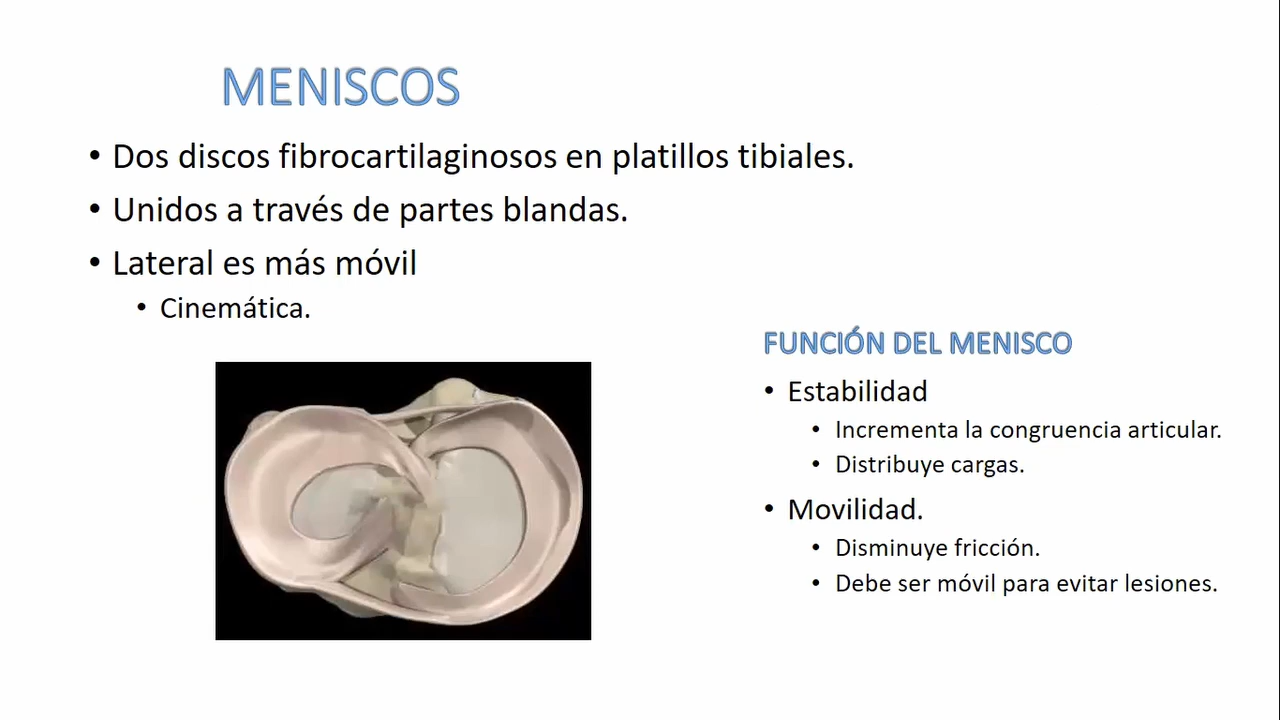 MENISCOS
• Dos discos fibrocartilaginosos en platillos tibiales.
• Unidos a través de partes blandas.
• Lateral es más móvil
• Cinemática.
FUNCIÓN DEL MENISCO
• Estabilidad
• Incrementa la congruencia articular.
• Distribuye cargas.
• Movilidad.
• Disminuye fricción.
• Debe ser móvil para evitar lesiones.